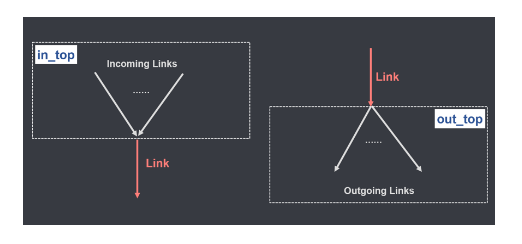 in_top
Incoming Links
......
Link
Link
out_top
......
Outgoing Links